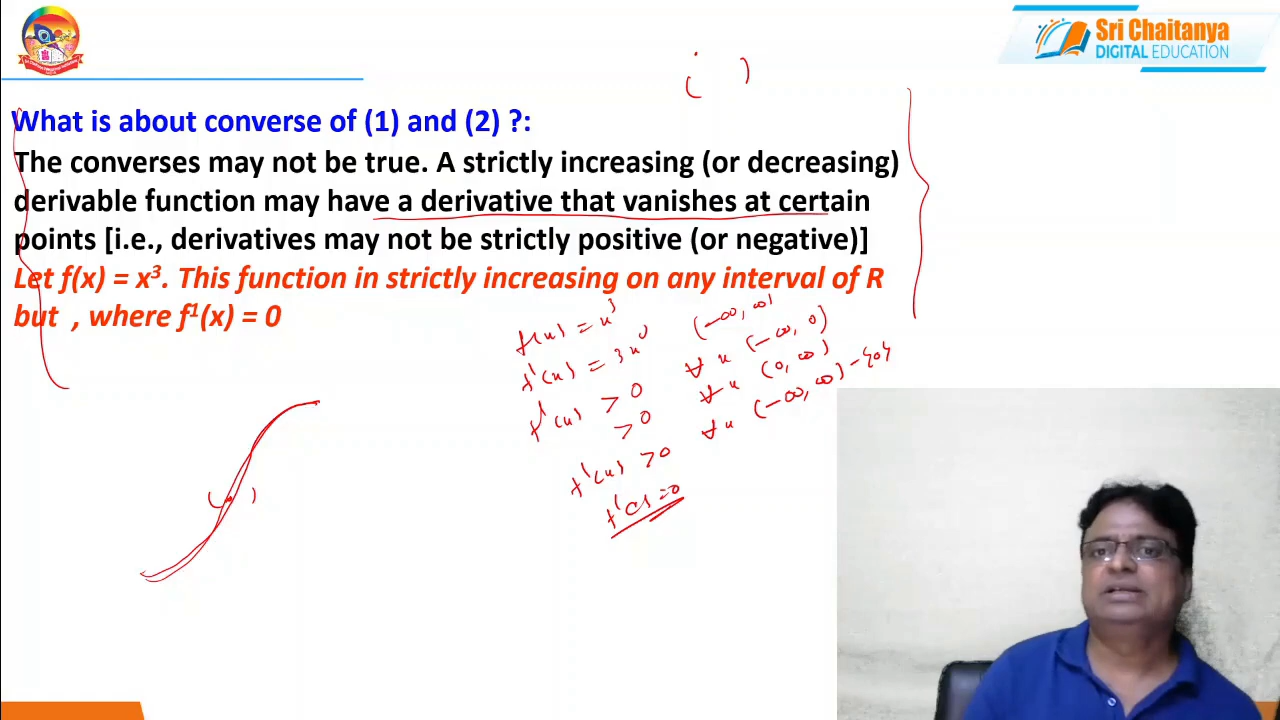 Sri Chaitanya
DIGITAL EDUCATION
( )
What is about converse of (1) and (2) ?:
The converses may not be true. A strictly increasing (or decreasing)
derivable function may have a derivative that vanishes at certain
points [i.e., derivatives may not be strictly positive (or negative)]
Let f(x) = x³. This function in strictly increasing on any interval of R
but , where f¹(x) = 0
f(x) = x³ (-∞, ∞)
f'(x) = 3x² ∀ x (-∞, 0)
f'(x) > 0 ∀ x (0, ∞)
> 0 ∀ x (-∞, ∞) - {0}
f'(x) > 0
= 0
( )